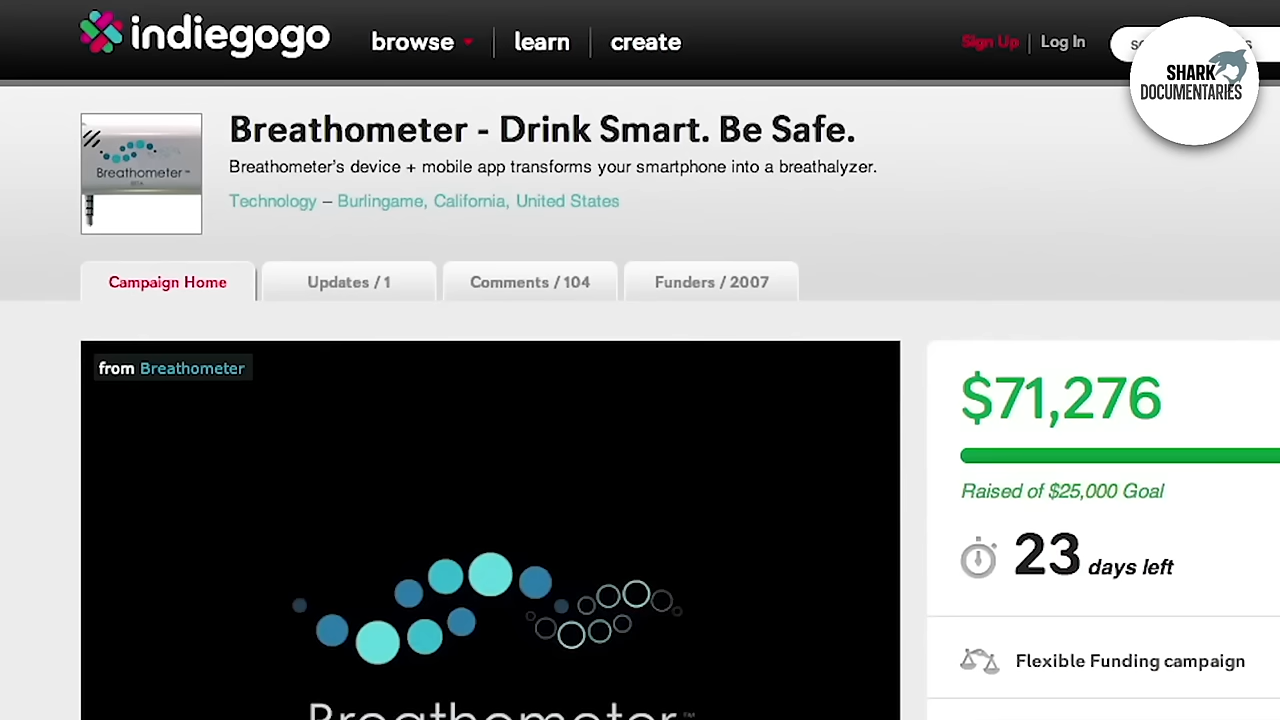 indiegogo
browse
learn
create
Sign Up
Log In
SHARK
DOCUMENTARIES
Breathometer - Drink Smart. Be Safe.
Breathometer's device + mobile app transforms your smartphone into a breathalyzer.
Technology – Burlingame, California, United States
Breathometer™
Campaign Home
Updates / 1
Comments / 104
Funders / 2007
from Breathometer
$71,276
Raised of $25,000 Goal
23 days left
Flexible Funding campaign
Breathometer™